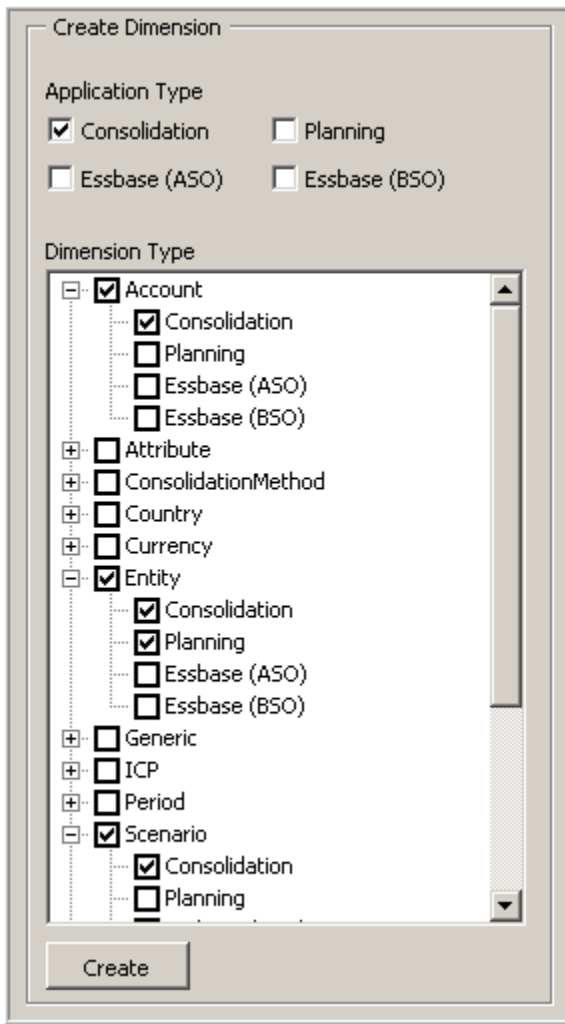 Create Dimension
Application Type
Consolidation Planning
Essbase (ASO) Essbase (BSO)
Dimension Type
Account
Consolidation
Planning
Essbase (ASO)
Essbase (BSO)
Attribute
ConsolidationMethod
Country
Currency
Entity
Consolidation
Planning
Essbase (ASO)
Essbase (BSO)
Generic
ICP
Period
Scenario
Consolidation
Planning
Create